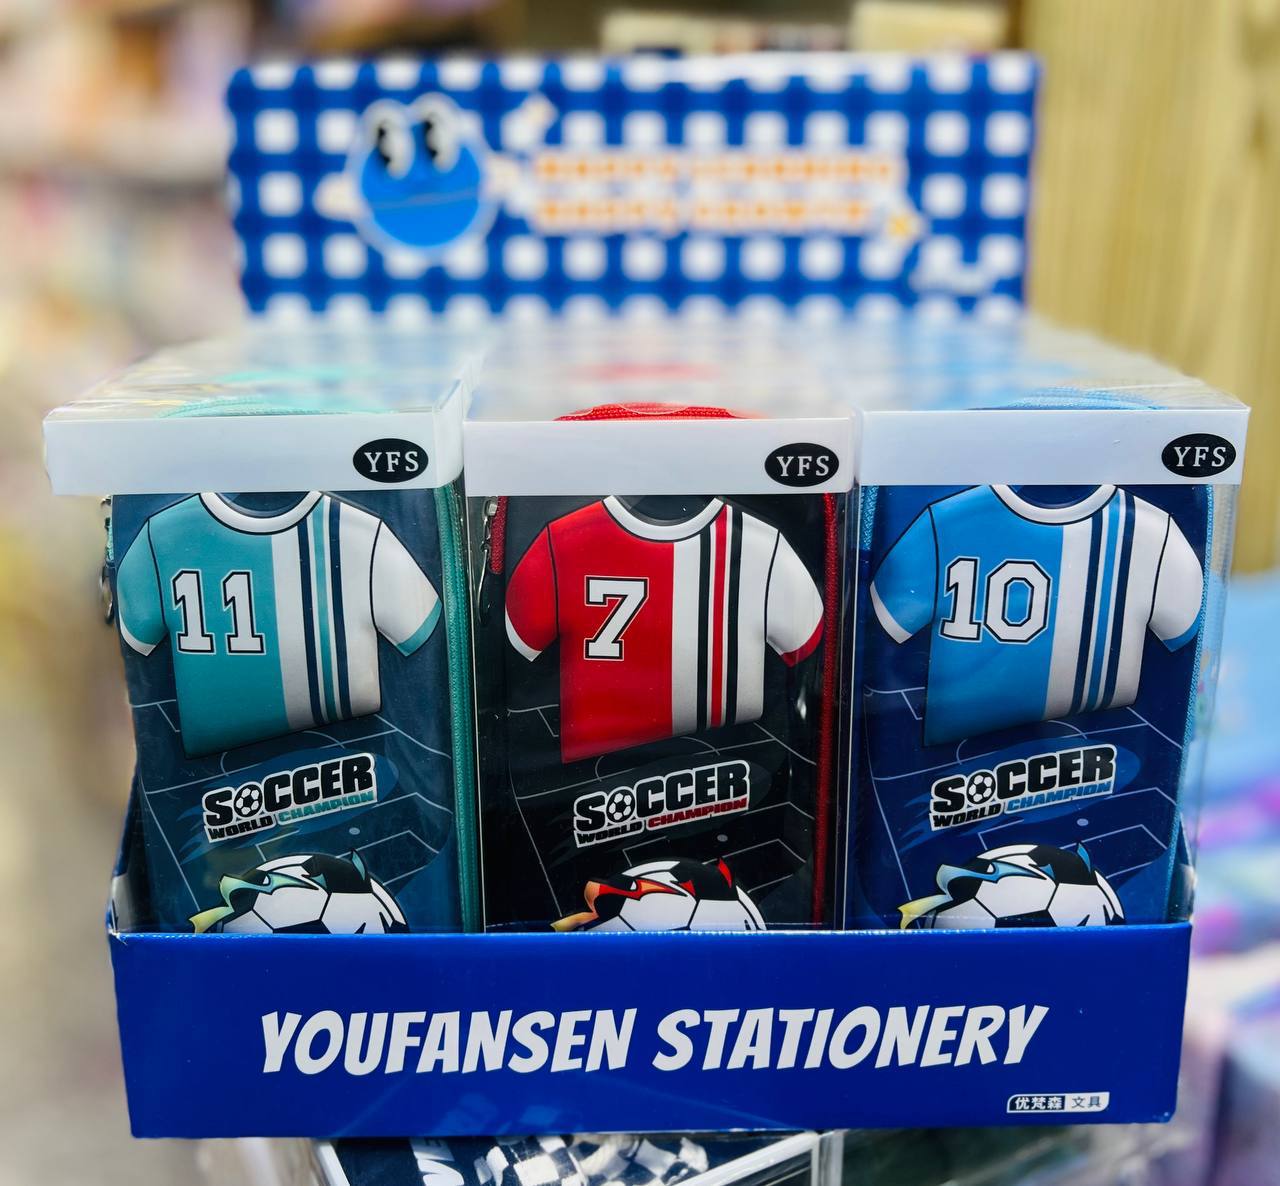 YFS
YFS
YFS
11
7
10
SOCCER
WORLD CHAMPION
SOCCER
WORLD CHAMPION
SOCCER
WORLD CHAMPION
YOUFANSEN STATIONERY
优梵森 文具